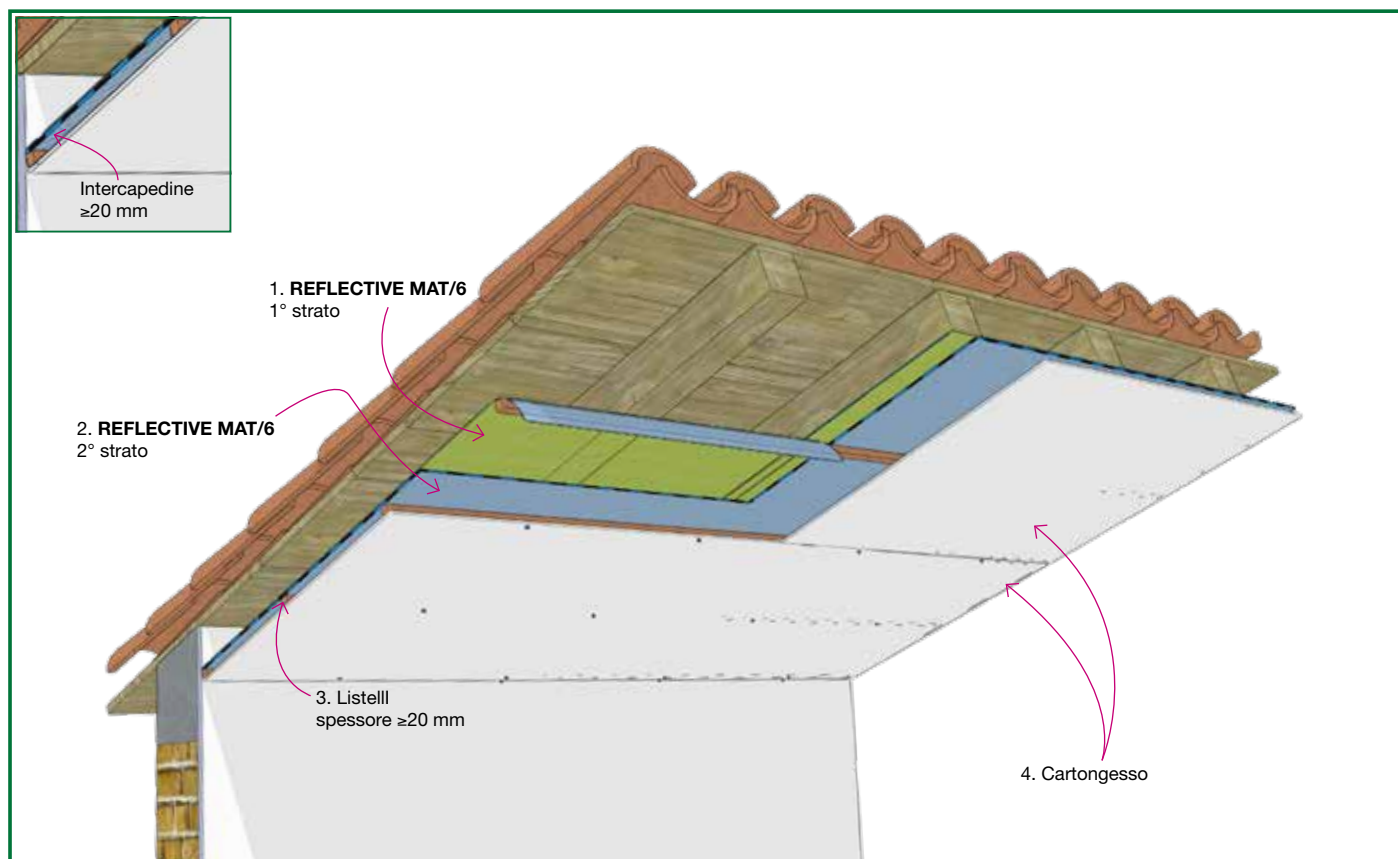 Intercapedine
≥20 mm
1. REFLECTIVE MAT/6
1° strato
2. REFLECTIVE MAT/6
2° strato
3. Listelll
spessore ≥20 mm
4. Cartongesso